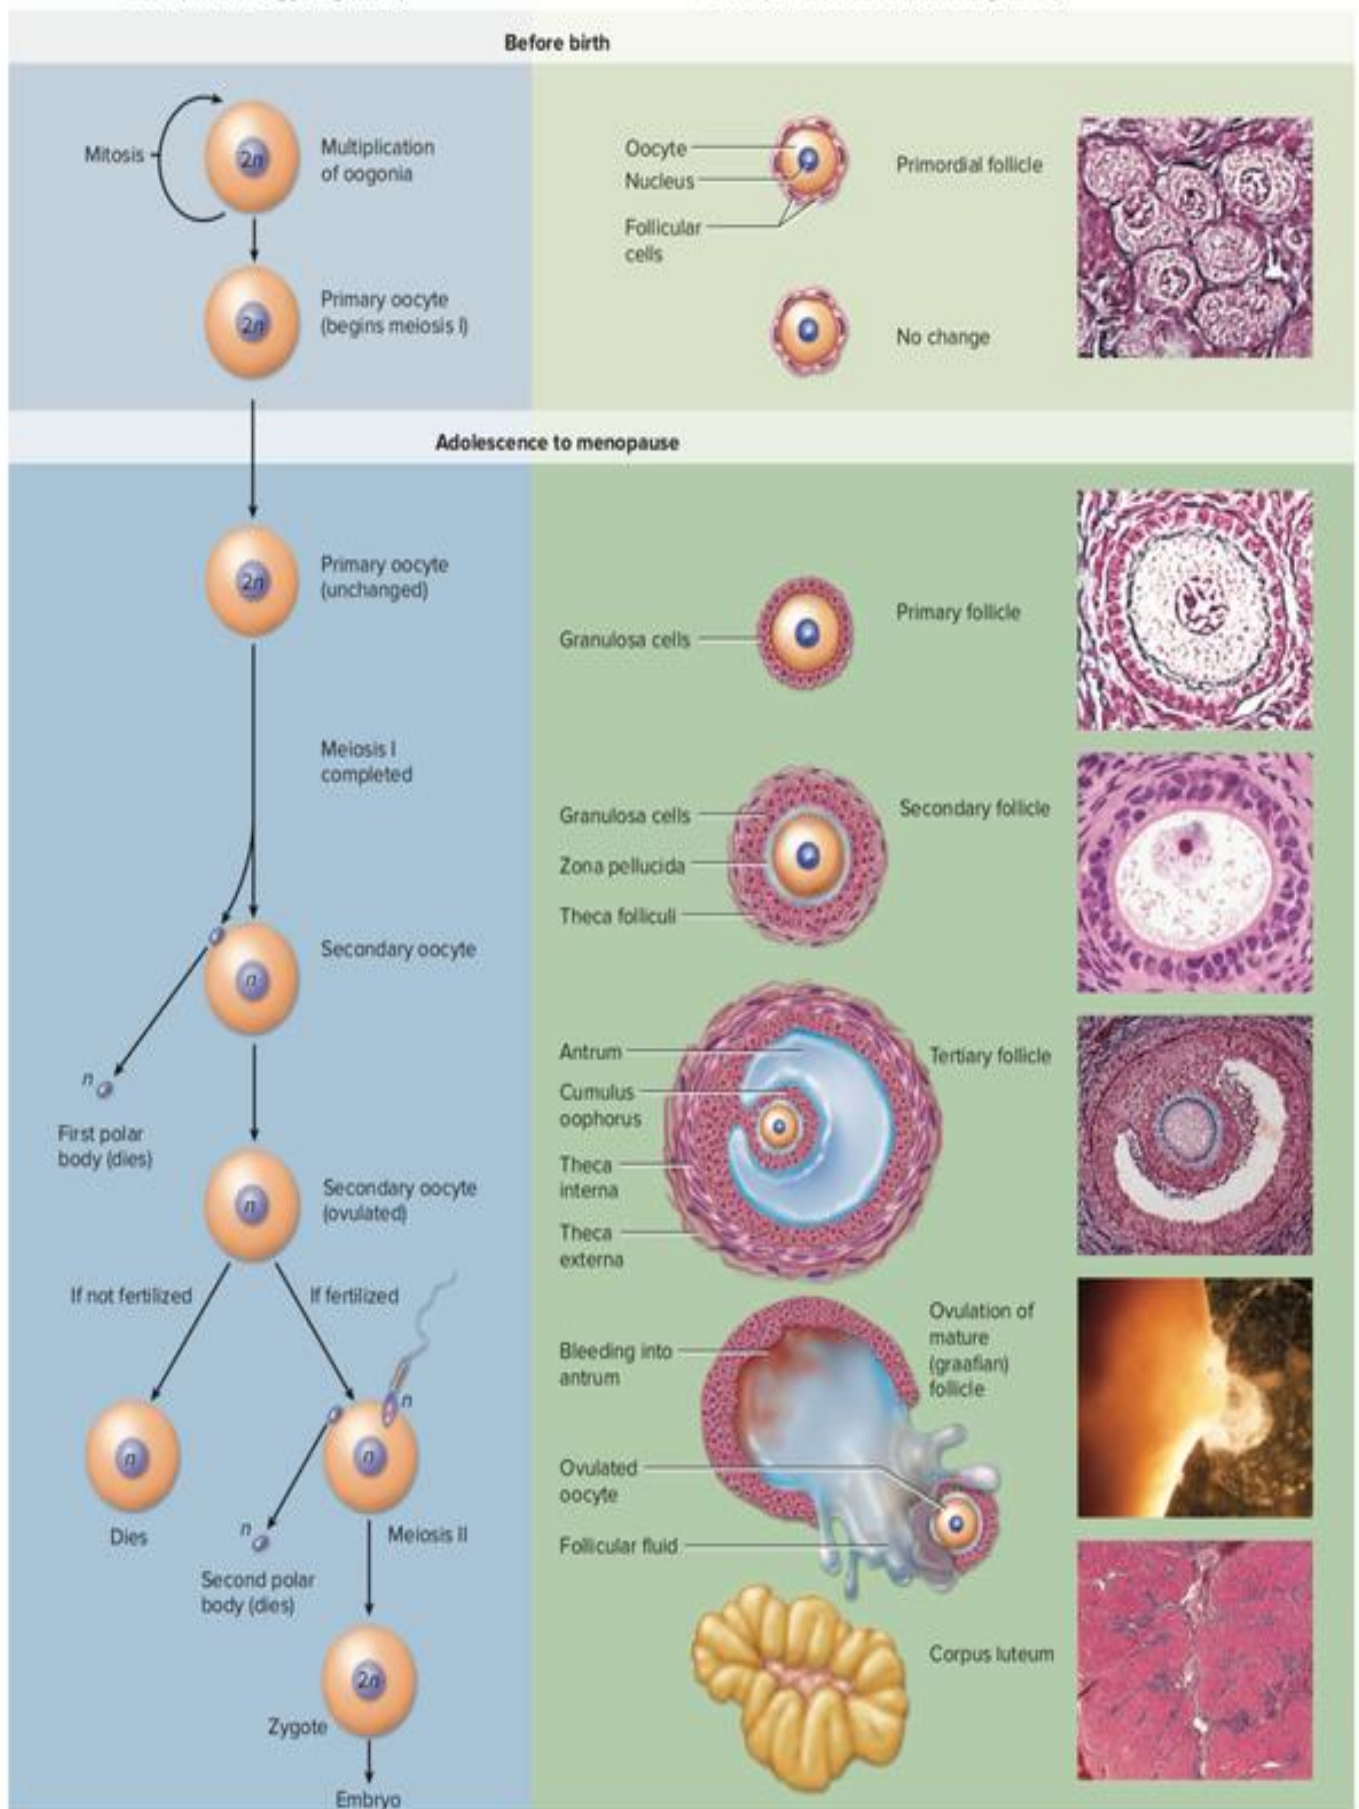 Before birth
Mitosis
2n
Multiplication
of oogonia
2n
Primary oocyte
(begins meiosis I)
Oocyte
Nucleus
Follicular
cells
Primordial follicle
No change
Adolescence to menopause
2n
Primary oocyte
(unchanged)
Meiosis I
completed
n
Secondary oocyte
n
First polar
body (dies)
n
Secondary oocyte
(ovulated)
If not fertilized
If fertilized
n
Dies
n
n
n
Second polar
body (dies)
Meiosis II
2n
Zygote
Embryo
Granulosa cells
Primary follicle
Granulosa cells
Zona pellucida
Theca folliculi
Secondary follicle
Antrum
Cumulus
oophorus
Theca
interna
Theca
externa
Tertiary follicle
Bleeding into
antrum
Ovulated
oocyte
Follicular fluid
Ovulation of
mature
(graafian)
follicle
Corpus luteum